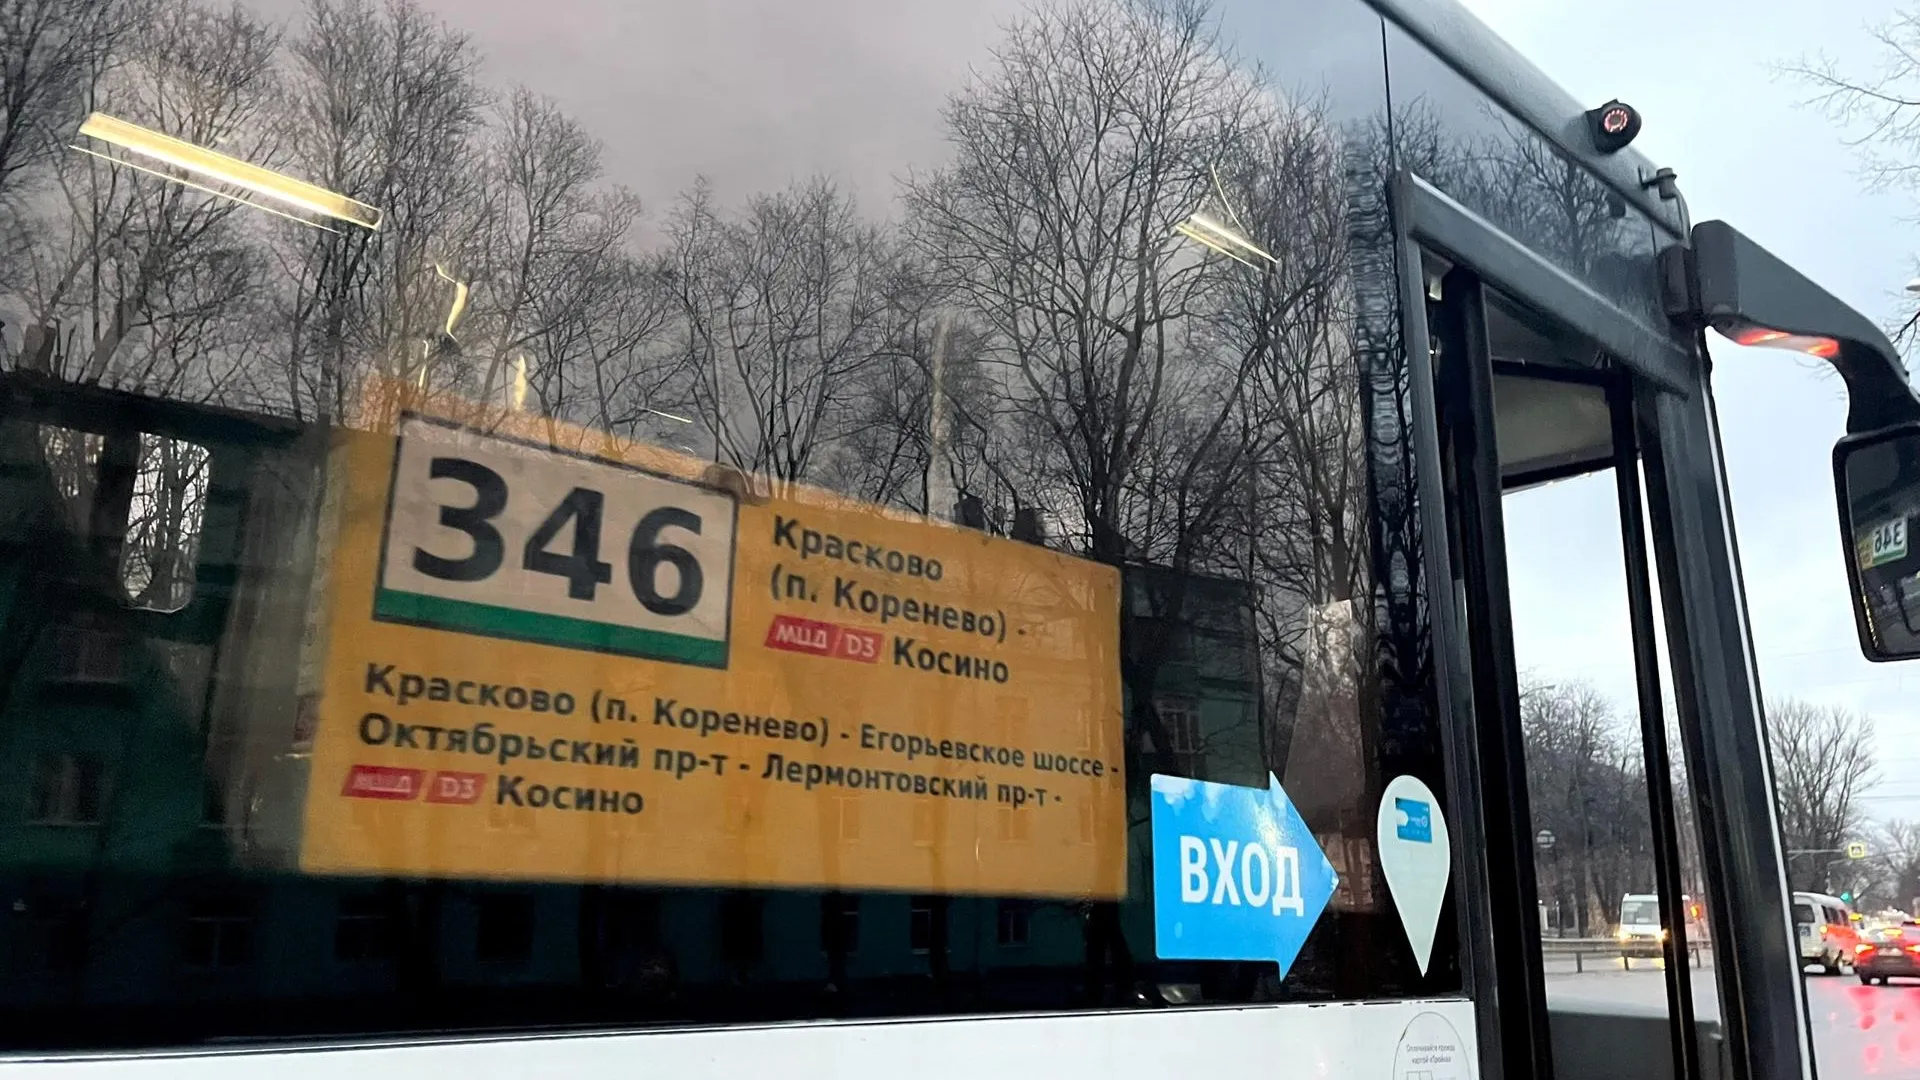 346
Красково
(п. Коренево) -
МЦД D3 Косино
Красково (п. Коренево) - Егорьевское шоссе -
Октябрьский пр-т - Лермонтовский пр-т -
МЦД D3 Косино
ВХОД
346